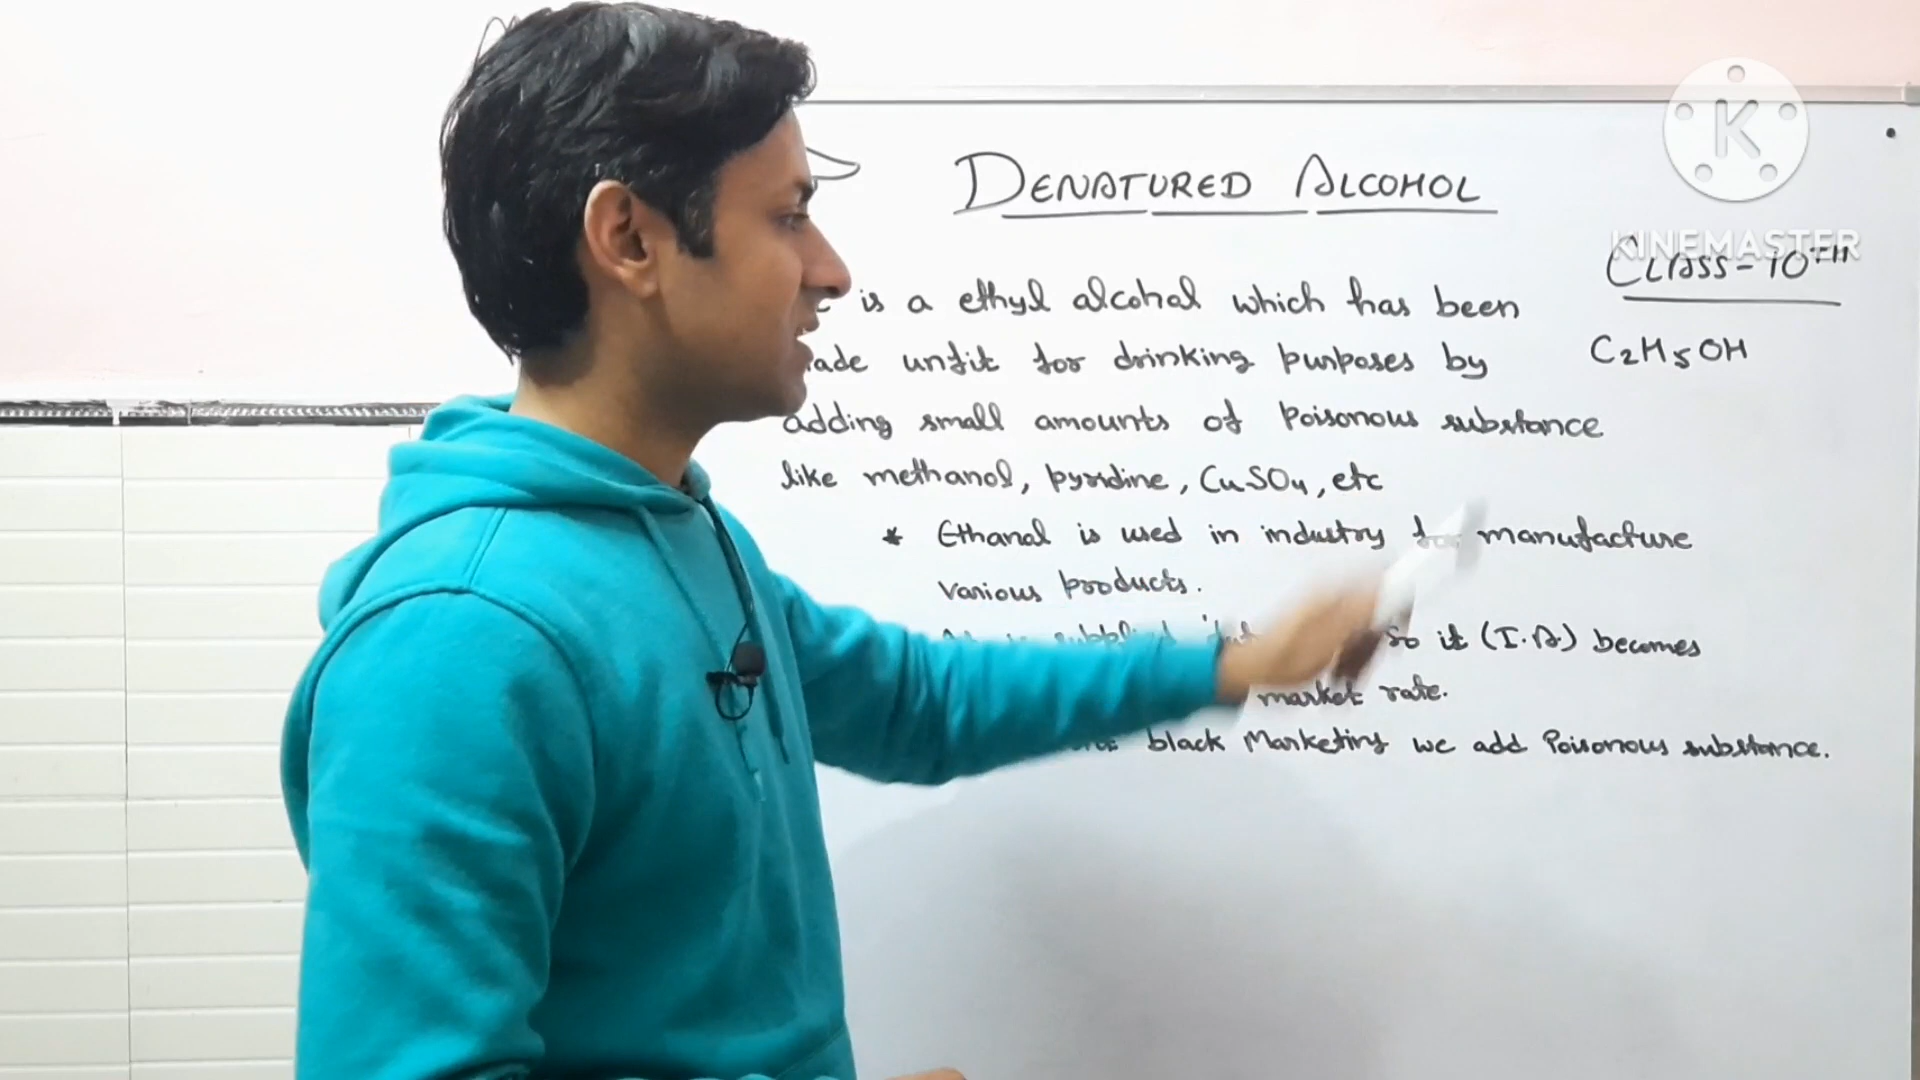 DENATURED ALCOHOL
K
KINEMASTER
CLASS-10TH
is a ethyl alcohol which has been
unfit for drinking purposes by
C2H5OH
adding small amounts of Poisonous substance
like methanol, pyridine, CuSO4, etc
* Ethanol is used in industry manufacture
various products.
so it (I.A.) becomes
market rate.
black Marketing we add Poisonous substance.